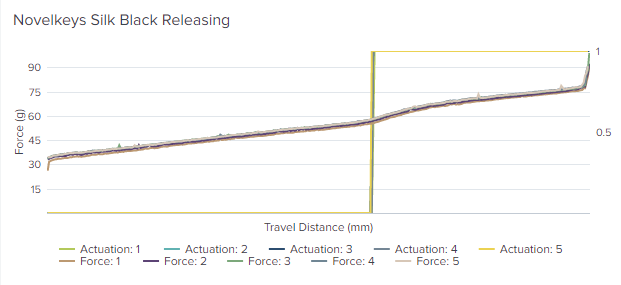 Novelkeys Silk Black Releasing
1
90
75
60
0.5
45
30
15
Force (g)
Travel Distance (mm)
Actuation: 1 Actuation: 2 Actuation: 3 Actuation: 4 Actuation: 5
Force: 1 Force: 2 Force: 3 Force: 4 Force: 5